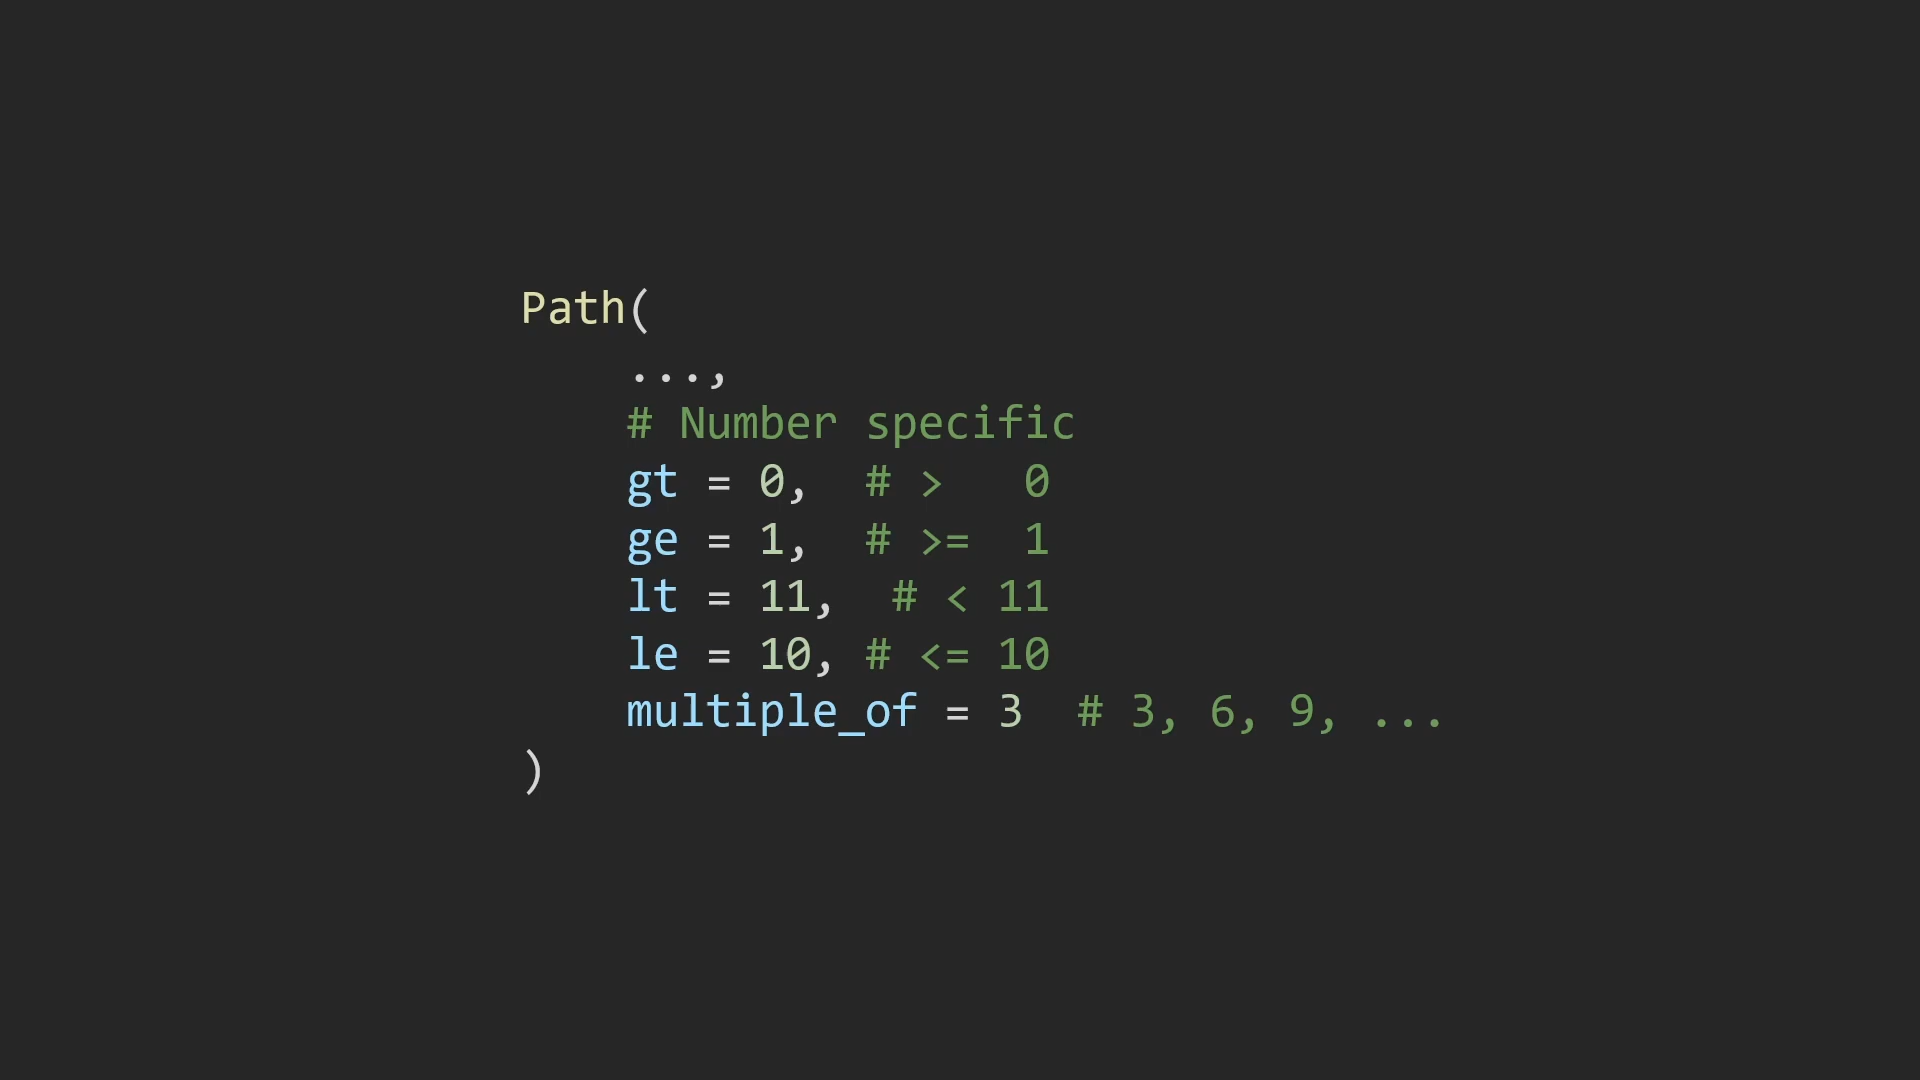 Path(
    ...,
    # Number specific
    gt = 0,  # >   0
    ge = 1,  # >=  1
    lt = 11,  # < 11
    le = 10, # <= 10
    multiple_of = 3  # 3, 6, 9, ...
)